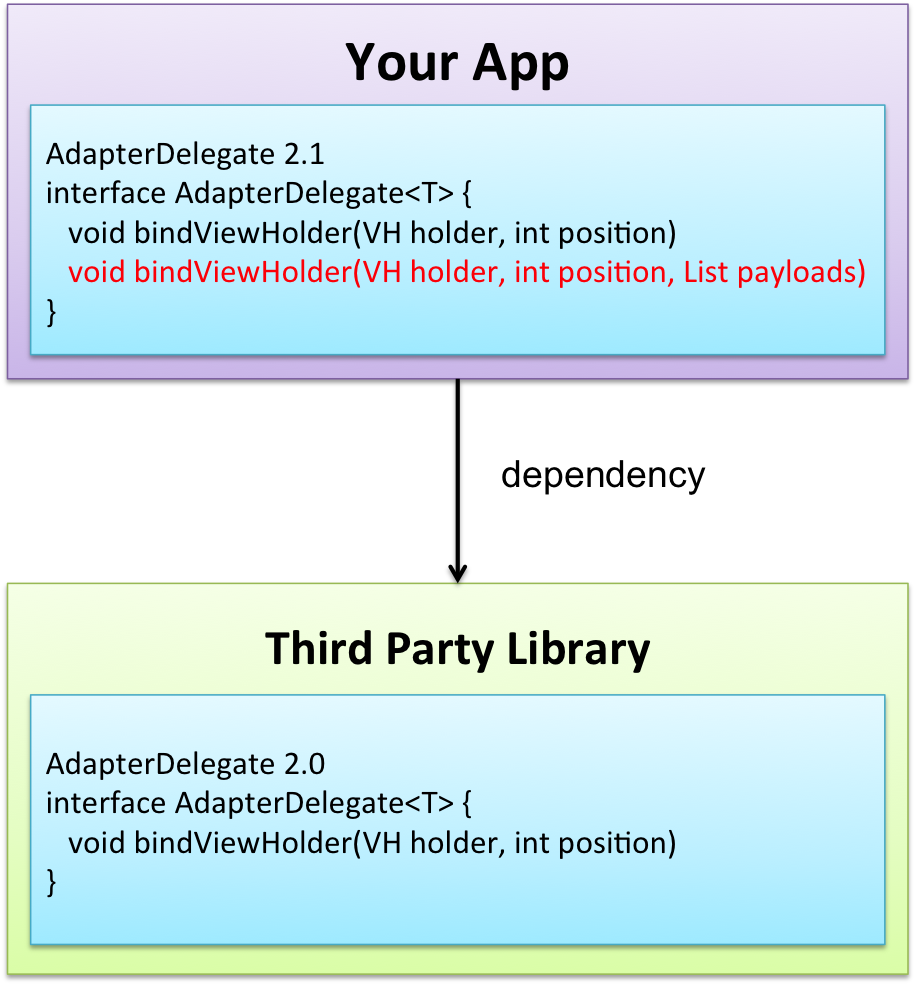 Your App
AdapterDelegate 2.1
interface AdapterDelegate<T> {
void bindViewHolder(VH holder, int position)
void bindViewHolder(VH holder, int position, List payloads)
}
dependency
Third Party Library
AdapterDelegate 2.0
interface AdapterDelegate<T> {
void bindViewHolder(VH holder, int position)
}